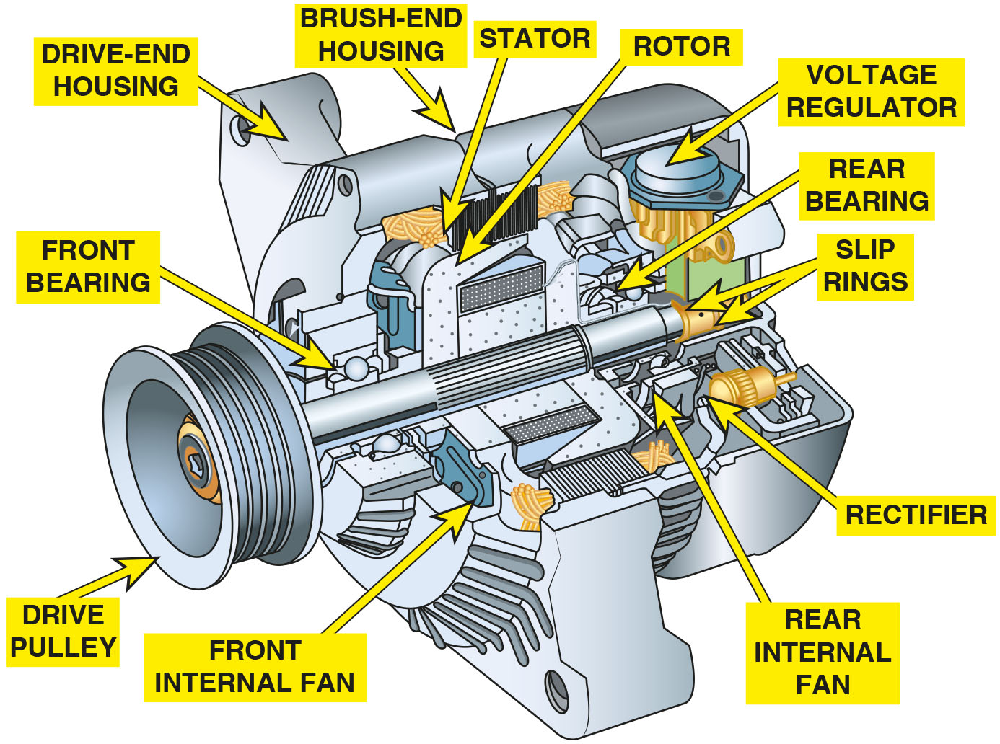 BRUSH-END
HOUSING
STATOR
ROTOR
DRIVE-END
HOUSING
VOLTAGE
REGULATOR
REAR
BEARING
FRONT
BEARING
SLIP
RINGS
RECTIFIER
DRIVE
PULLEY
FRONT
INTERNAL FAN
REAR
INTERNAL
FAN